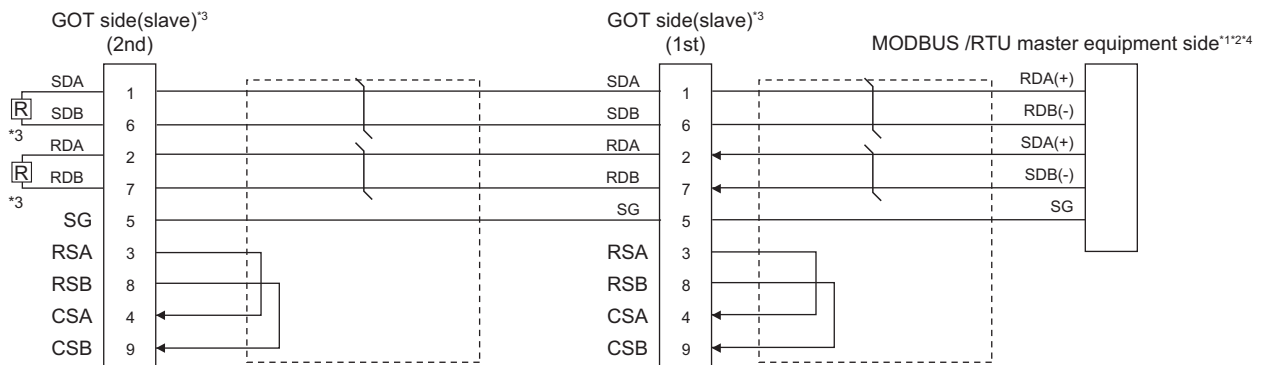 GOT side(slave)*3
(2nd)
GOT side(slave)*3
(1st)
MODBUS /RTU master equipment side*1*2*4
SDA 1 SDA 1 RDA(+)
R SDB 6 SDB 6 RDB(-)
*3
RDA 2 RDA 2 SDA(+)
R RDB 7 RDB 7 SDB(-)
*3
SG 5 SG 5 SG
RSA 3 RSA 3
RSB 8 RSB 8
CSA 4 CSA 4
CSB 9 CSB 9